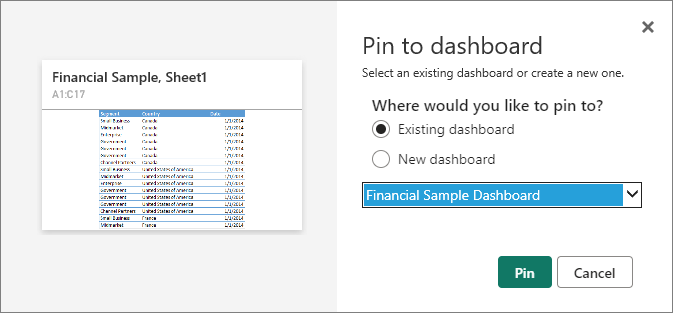 Financial Sample, Sheet1
A1:C17
Segment Country Date
Small Business Canada 1/1/2014
Midmarket Canada 1/1/2014
Enterprise Canada 1/1/2014
Government Canada 1/1/2014
Government Canada 1/1/2014
Government Canada 1/1/2014
Channel Partners Canada 1/1/2014
Small Business United States of America 1/1/2014
Midmarket United States of America 1/1/2014
Enterprise United States of America 1/1/2014
Government United States of America 1/1/2014
Government United States of America 1/1/2014
Government United States of America 1/1/2014
Channel Partners United States of America 1/1/2014
Small Business France 1/1/2014
Midmarket France 1/1/2014
Pin to dashboard
Select an existing dashboard or create a new one.
Where would you like to pin to?
Existing dashboard
New dashboard
Financial Sample Dashboard
Pin
Cancel